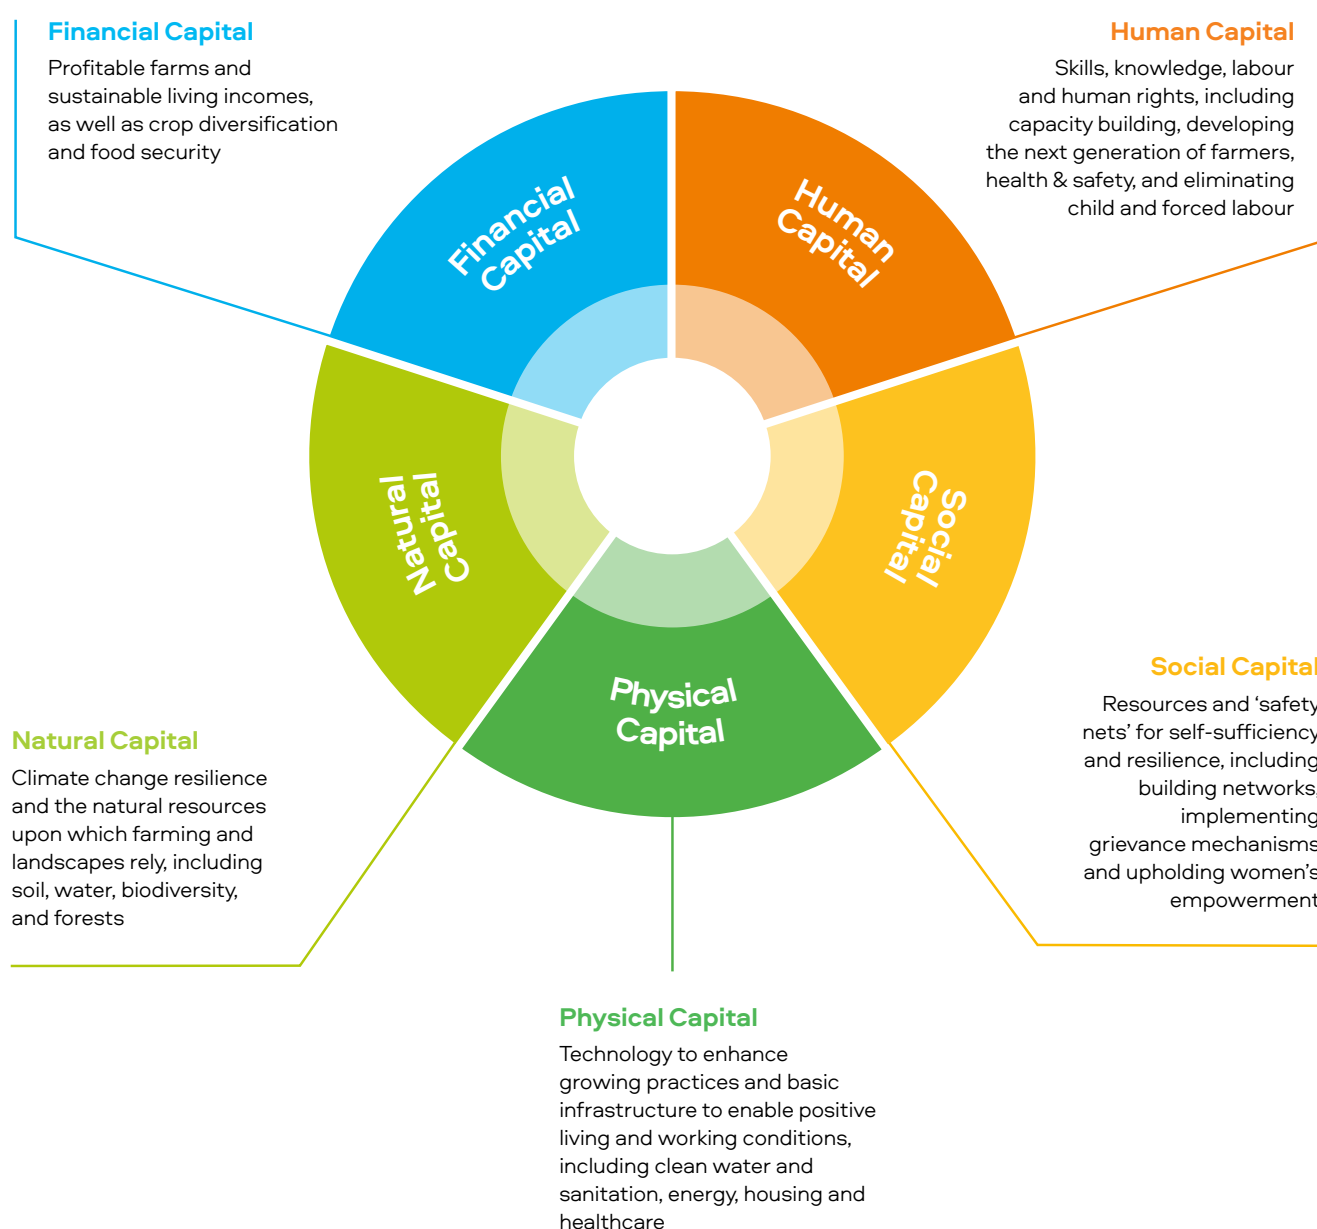 Financial Capital
Profitable farms and
sustainable living incomes,
as well as crop diversification
and food security
Human Capital
Skills, knowledge, labour
and human rights, including
capacity building, developing
the next generation of farmers,
health & safety, and eliminating
child and forced labour
Financial
Capital
Human
Capital
Natural
Capital
Social
Capital
Physical
Capital
Social Capital
Resources and ‘safety
nets’ for self-sufficiency
and resilience, including
building networks,
implementing
grievance mechanisms
and upholding women’s
empowerment
Natural Capital
Climate change resilience
and the natural resources
upon which farming and
landscapes rely, including
soil, water, biodiversity,
and forests
Physical Capital
Technology to enhance
growing practices and basic
infrastructure to enable positive
living and working conditions,
including clean water and
sanitation, energy, housing and
healthcare